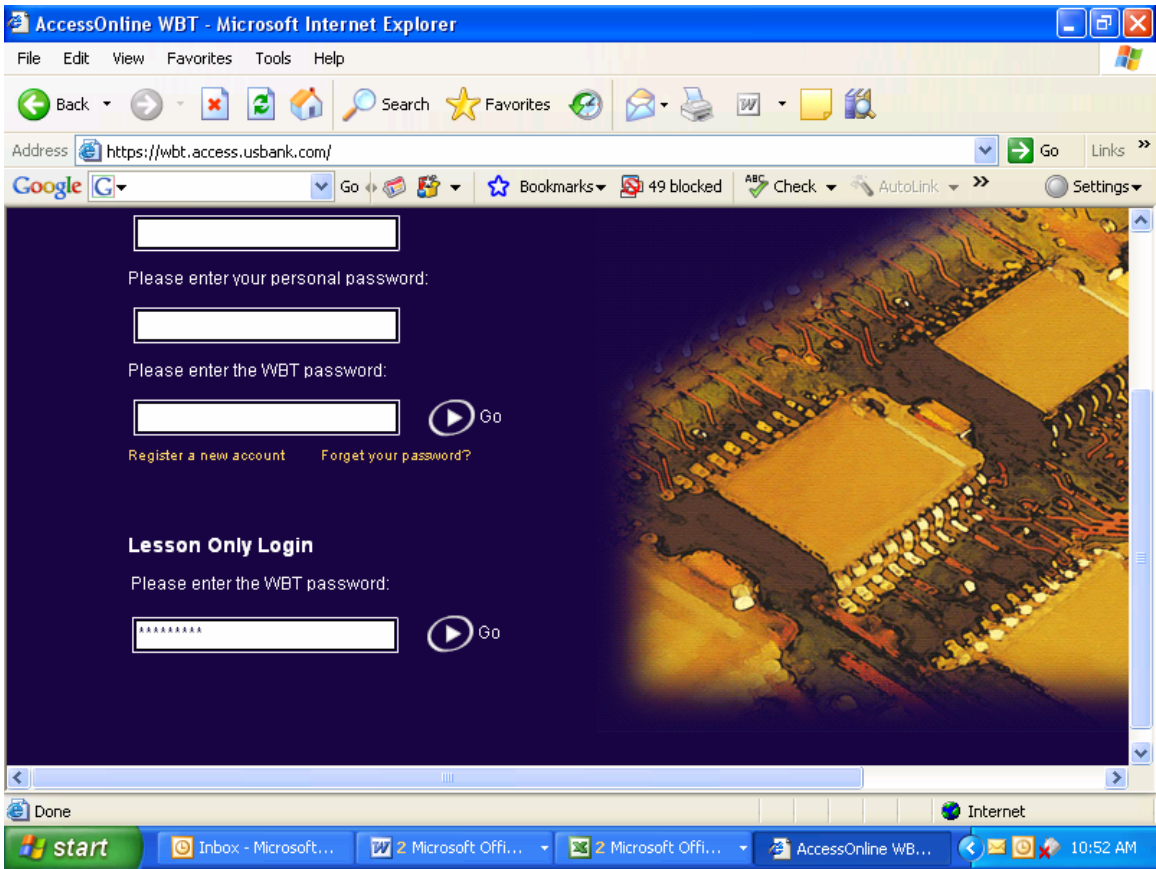 AccessOnline WBT - Microsoft Internet Explorer
File Edit View Favorites Tools Help
Back Search Favorites
Address https://wbt.access.usbank.com/ Go Links »
Google G Go Bookmarks 49 blocked ABC Check AutoLink » Settings
Please enter your personal password:
Please enter the WBT password:
Go
Register a new account Forget your password?
Lesson Only Login
Please enter the WBT password:
********* Go
Done Internet
start Inbox - Microsoft... 2 Microsoft Offi... 2 Microsoft Offi... AccessOnline WB... 10:52 AM